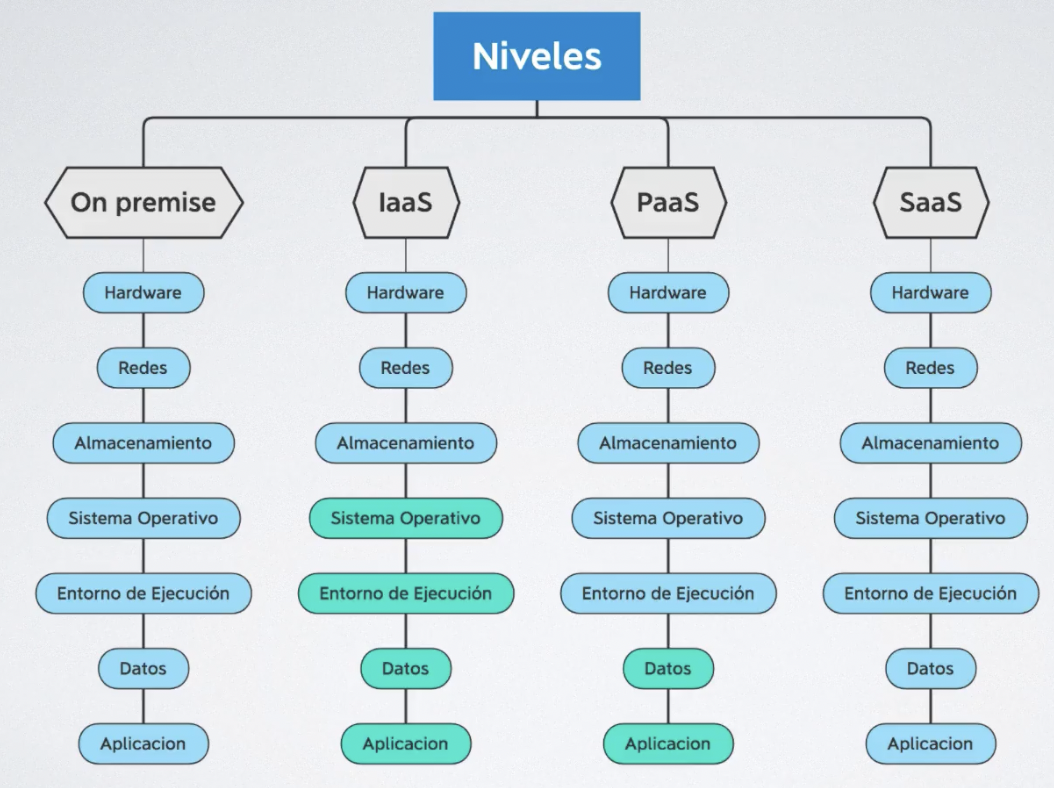 Niveles
On premise
IaaS
PaaS
SaaS
Hardware
Hardware
Hardware
Hardware
Redes
Redes
Redes
Redes
Almacenamiento
Almacenamiento
Almacenamiento
Almacenamiento
Sistema Operativo
Sistema Operativo
Sistema Operativo
Sistema Operativo
Entorno de Ejecución
Entorno de Ejecución
Entorno de Ejecución
Entorno de Ejecución
Datos
Datos
Datos
Datos
Aplicacion
Aplicacion
Aplicacion
Aplicacion